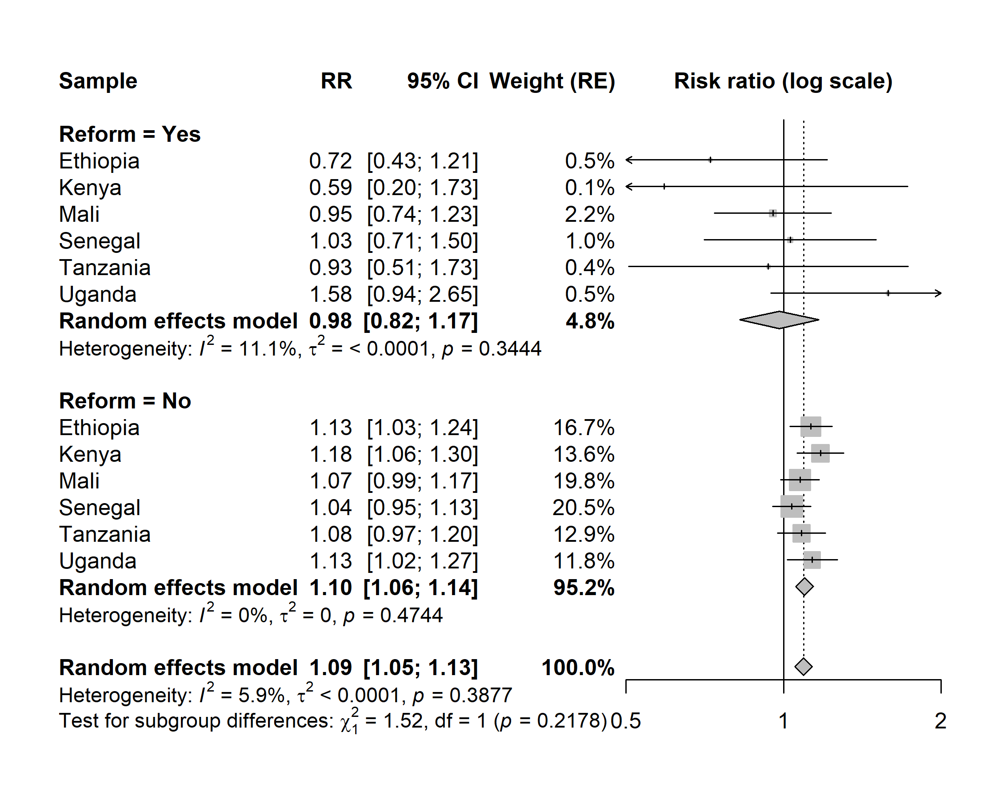 Sample RR 95% CI Weight (RE) Risk ratio (log scale)
Reform = Yes
Ethiopia 0.72 [0.43; 1.21] 0.5%
Kenya 0.59 [0.20; 1.73] 0.1%
Mali 0.95 [0.74; 1.23] 2.2%
Senegal 1.03 [0.71; 1.50] 1.0%
Tanzania 0.93 [0.51; 1.73] 0.4%
Uganda 1.58 [0.94; 2.65] 0.5%
Random effects model 0.98 [0.82; 1.17] 4.8%
Heterogeneity: I² = 11.1%, τ² = < 0.0001, p = 0.3444
Reform = No
Ethiopia 1.13 [1.03; 1.24] 16.7%
Kenya 1.18 [1.06; 1.30] 13.6%
Mali 1.07 [0.99; 1.17] 19.8%
Senegal 1.04 [0.95; 1.13] 20.5%
Tanzania 1.08 [0.97; 1.20] 12.9%
Uganda 1.13 [1.02; 1.27] 11.8%
Random effects model 1.10 [1.06; 1.14] 95.2%
Heterogeneity: I² = 0%, τ² = 0, p = 0.4744
Random effects model 1.09 [1.05; 1.13] 100.0%
Heterogeneity: I² = 5.9%, τ² < 0.0001, p = 0.3877
Test for subgroup differences: χ²₁ = 1.52, df = 1 (p = 0.2178) 0.5 1 2